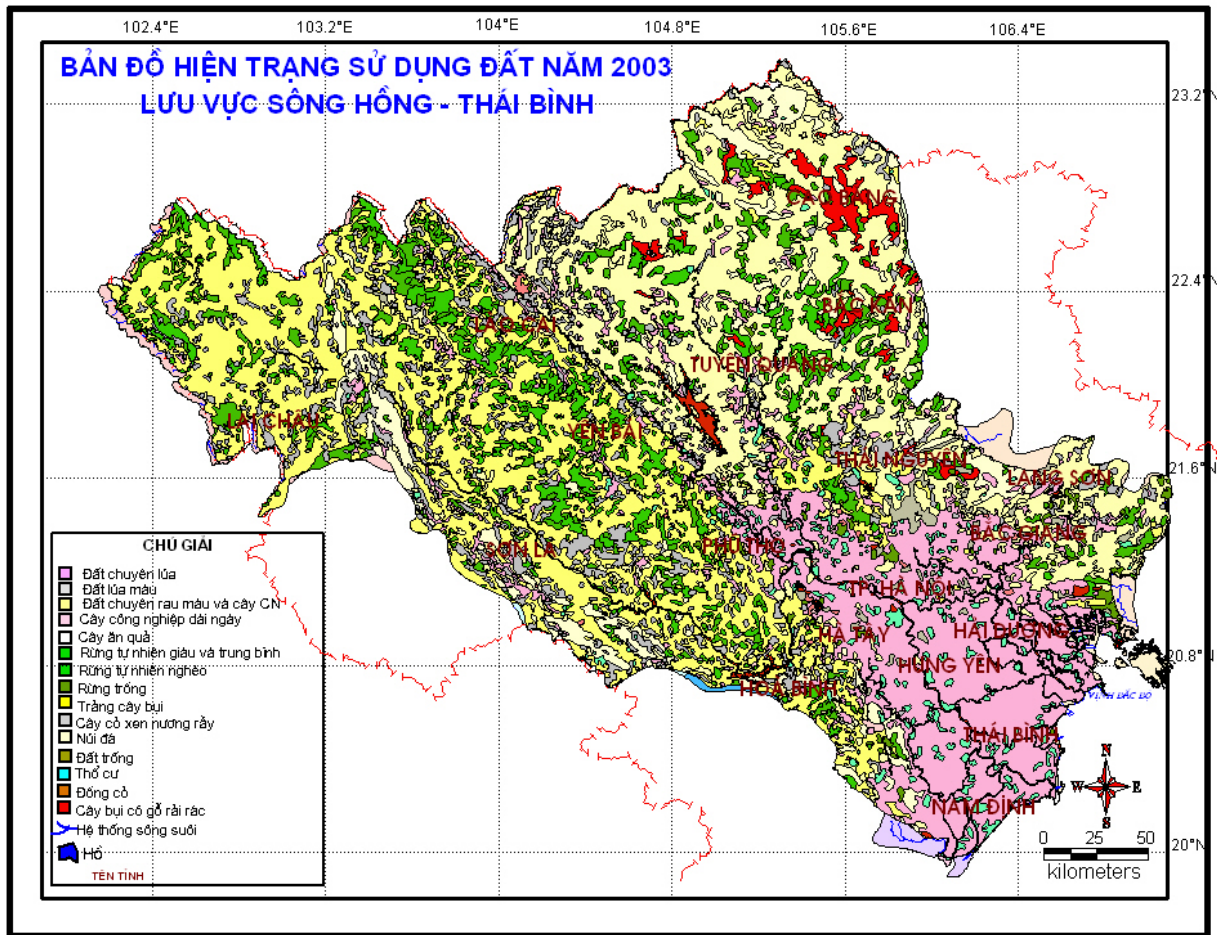 102.4°E 103.2°E 104°E 104.8°E 105.6°E 106.4°E
BẢN ĐỒ HIỆN TRẠNG SỬ DỤNG ĐẤT NĂM 2003
LƯU VỰC SÔNG HỒNG - THÁI BÌNH
23.2°N
CAO BẰNG
22.4°N
BẮC KẠN
LÀO CAI
TUYÊN QUANG
LAI CHÂU
YÊN BÁI
THÁI NGUYÊN
21.6°N
LẠNG SƠN
BẮC GIANG
SƠN LA
PHÚ THỌ
TP. HÀ NỘI
HÀ TÂY
HẢI DƯƠNG
HƯNG YÊN
20.8°N
HOÀ BÌNH
VỊNH BẮC BỘ
THÁI BÌNH
NAM ĐỊNH
20°N
N
W E
S
0 25 50
kilometers
CHÚ GIẢI
Đất chuyên lúa
Đất lúa màu
Đất chuyên rau màu và cây CN
Cây công nghiệp dài ngày
Cây ăn quả
Rừng tự nhiên giàu và trung bình
Rừng tự nhiên nghèo
Rừng trồng
Trảng cây bụi
Cây cỏ xen nương rẫy
Núi đá
Đất trống
Thổ cư
Đồng cỏ
Cây bụi có gỗ rải rác
Hệ thống sông suối
Hồ
TÊN TỈNH